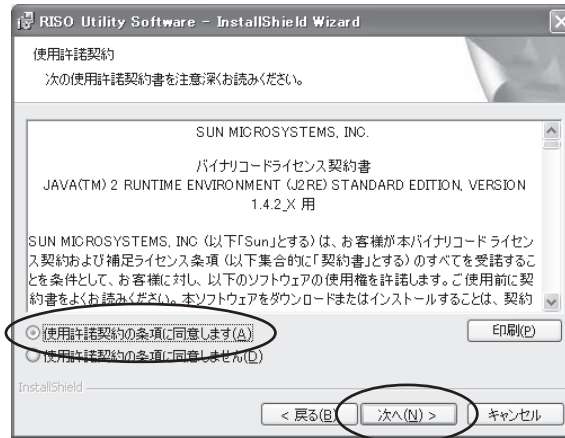 RISO Utility Software - InstallShield Wizard
使用許諾契約
次の使用許諾契約書を注意深くお読みください。
SUN MICROSYSTEMS, INC.
バイナリコードライセンス契約書
JAVA(TM) 2 RUNTIME ENVIRONMENT (J2RE) STANDARD EDITION, VERSION
1.4.2_X 用
SUN MICROSYSTEMS, INC (以下「Sun」とする) は、お客様が本バイナリコード ライセン
ス契約および補足ライセンス条項 (以下集合的に「契約書」とする) のすべてを受諾するこ
とを条件として、お客様に対し、以下のソフトウェアの使用権を許諾します。ご使用前に契
約書をよくお読みください。本ソフトウェアをダウンロードまたはインストールすることは、契約
使用許諾契約の条項に同意します(A)
印刷(P)
使用許諾契約の条項に同意しません(D)
InstallShield
< 戻る(B)
次へ(N) >
キャンセル